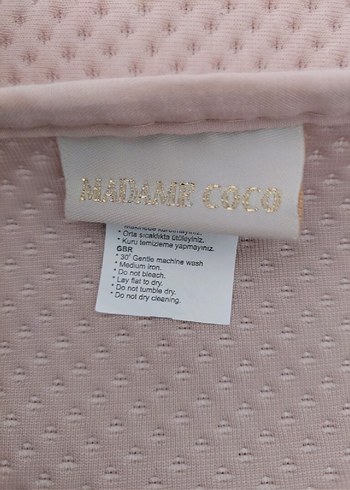 MADAME COCO
* Orta sıcaklıkta ütüleyiniz.
* Kuru temizleme yapmayınız.
GBR
* 30° Gentle machine wash
* Medium iron.
* Do not bleach.
* Lay flat to dry.
* Do not tumble dry.
* Do not dry cleaning.